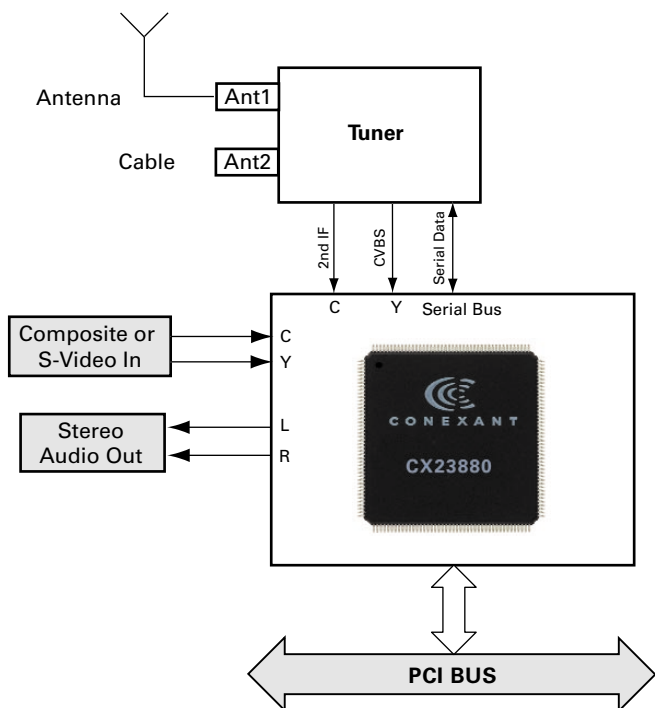 Antenna
Ant1
Tuner
Cable
Ant2
2nd IF
CVBS
Serial Data
C
Y
Serial Bus
Composite or
S-Video In
C
Y
CONEXANT
CX23880
Stereo
Audio Out
L
R
PCI BUS